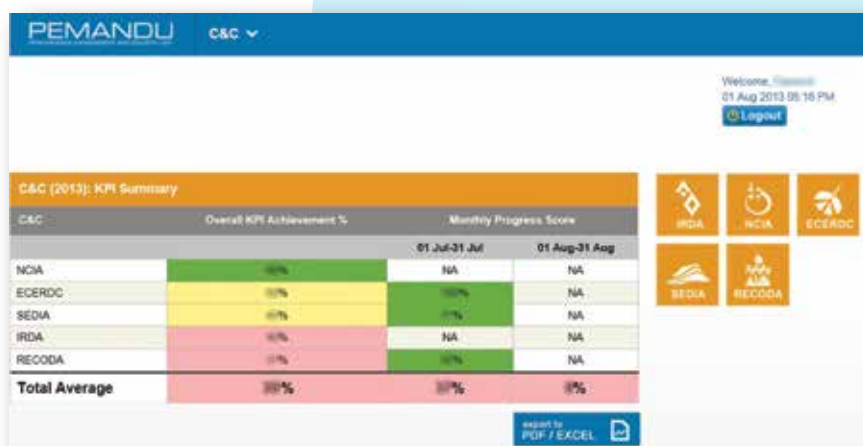 PEMANDU C&C
Welcome,
01 Aug 2013 05:16 PM
Logout
C&C (2013): KPI Summary
C&C Overall KPI Achievement % Monthly Progress Score
01 Jul-31 Jul 01 Aug-31 Aug
NCIA % NA NA
ECERDC % % NA
SEDIA % % NA
IRDA % NA NA
RECODA % % NA
Total Average % % %
export to
PDF / EXCEL
IRDA NCIA ECERDC
SEDIA RECODA